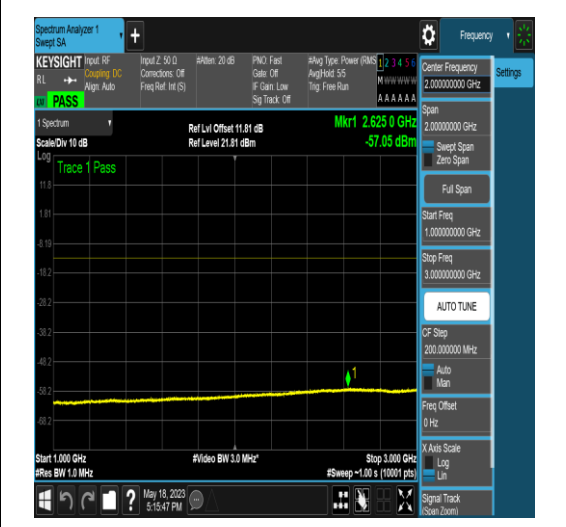 Spectrum Analyzer 1
Swept SA
+
Frequency
KEYSIGHT
RL
PASS
Input: RF
Coupling: DC
Align: Auto
Input Z: 50 Ω
Corrections: Off
Freq Ref: Int (S)
#Atten: 20 dB
PNO: Fast
Gate: Off
IF Gain: Low
Sig Track: Off
#Avg Type: Power (RMS
Avg|Hold: 5/5
Trig: Free Run
1 2 3 4 5 6
M W W W W W
A A A A A A
1 Spectrum
Scale/Div 10 dB
Ref Lvl Offset 11.81 dB
Ref Level 21.81 dBm
Mkr1 2.625 0 GHz
-57.05 dBm
Log
Trace 1 Pass
11.8
1.81
-8.19
-18.2
-28.2
-38.2
-48.2
-58.2
-68.2
1
Start 1.000 GHz
#Res BW 1.0 MHz
#Video BW 3.0 MHz*
Stop 3.000 GHz
#Sweep ~1.00 s (10001 pts)
?
May 18, 2023
5:15:47 PM
Center Frequency
2.000000000 GHz
Span
2.00000000 GHz
Swept Span
Zero Span
Full Span
Start Freq
1.000000000 GHz
Stop Freq
3.000000000 GHz
AUTO TUNE
CF Step
200.000000 MHz
Auto
Man
Freq Offset
0 Hz
X Axis Scale
Log
Lin
Signal Track
(Span Zoom)
Settings